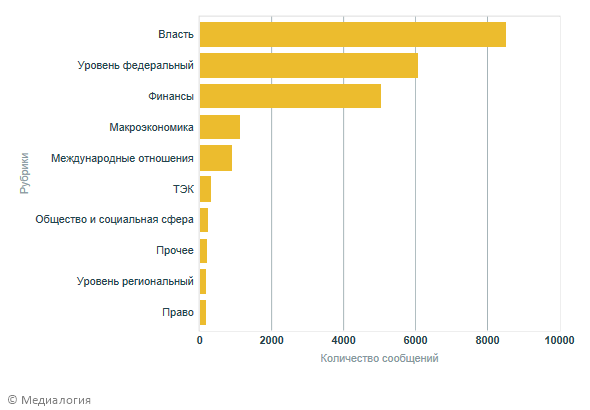 Власть
Уровень федеральный
Финансы
Макроэкономика
Международные отношения
ТЭК
Общество и социальная сфера
Прочее
Уровень региональный
Право
Рубрики
0 2000 4000 6000 8000 10000
Количество сообщений
© Медиалогия